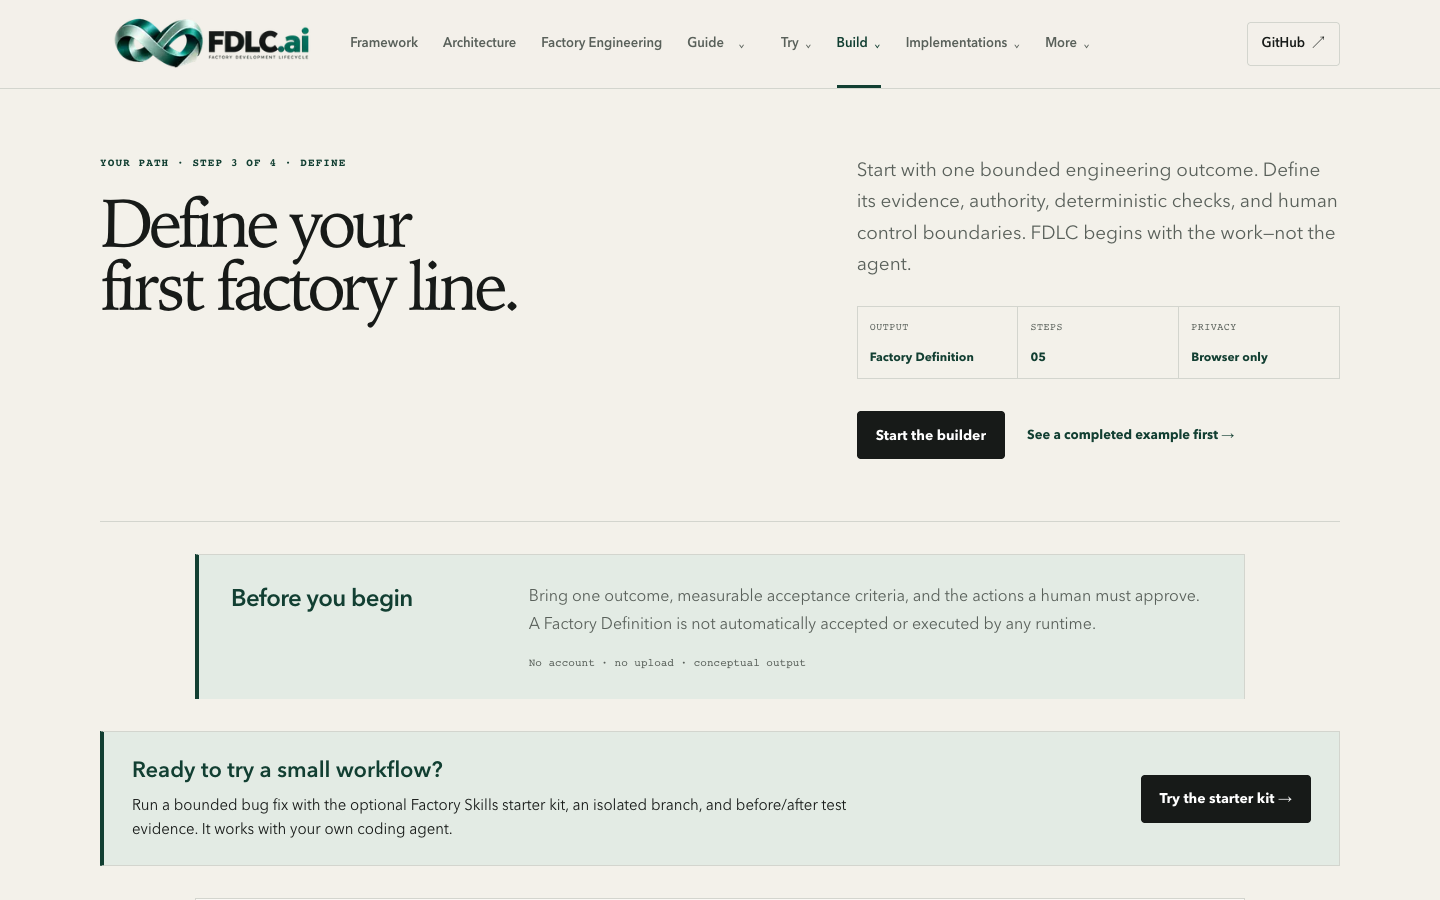 FDLC.ai
FACTORY DEVELOPMENT LIFECYCLE
Framework
Architecture
Factory Engineering
Guide
Try
Build
Implementations
More
GitHub ↗
YOUR PATH · STEP 3 OF 4 · DEFINE
Define your
first factory line.
Start with one bounded engineering outcome. Define
its evidence, authority, deterministic checks, and human
control boundaries. FDLC begins with the work—not the
agent.
OUTPUT
Factory Definition
STEPS
05
PRIVACY
Browser only
Start the builder
See a completed example first →
Before you begin
Bring one outcome, measurable acceptance criteria, and the actions a human must approve.
A Factory Definition is not automatically accepted or executed by any runtime.
No account · no upload · conceptual output
Ready to try a small workflow?
Run a bounded bug fix with the optional Factory Skills starter kit, an isolated branch, and before/after test
evidence. It works with your own coding agent.
Try the starter kit →